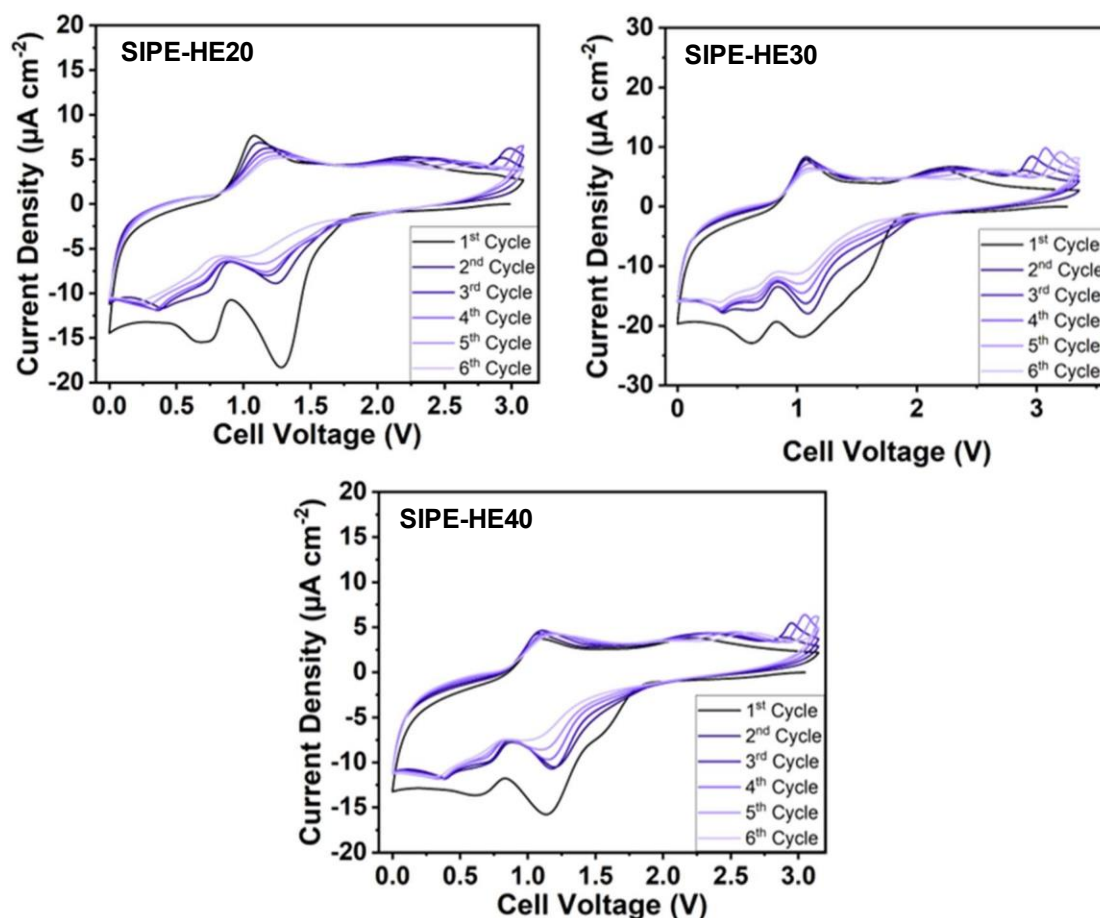 SIPE-HE20
Current Density (µA cm-2)
20
15
10
5
0
-5
-10
-15
-20
1st Cycle
2nd Cycle
3rd Cycle
4th Cycle
5th Cycle
6th Cycle
0.0 0.5 1.0 1.5 2.0 2.5 3.0
Cell Voltage (V)
SIPE-HE30
Current Density (µA cm-2)
30
20
10
0
-10
-20
-30
1st Cycle
2nd Cycle
3rd Cycle
4th Cycle
5th Cycle
6th Cycle
0 1 2 3
Cell Voltage (V)
SIPE-HE40
Current Density (µA cm-2)
20
15
10
5
0
-5
-10
-15
-20
1st Cycle
2nd Cycle
3rd Cycle
4th Cycle
5th Cycle
6th Cycle
0.0 0.5 1.0 1.5 2.0 2.5 3.0
Cell Voltage (V)